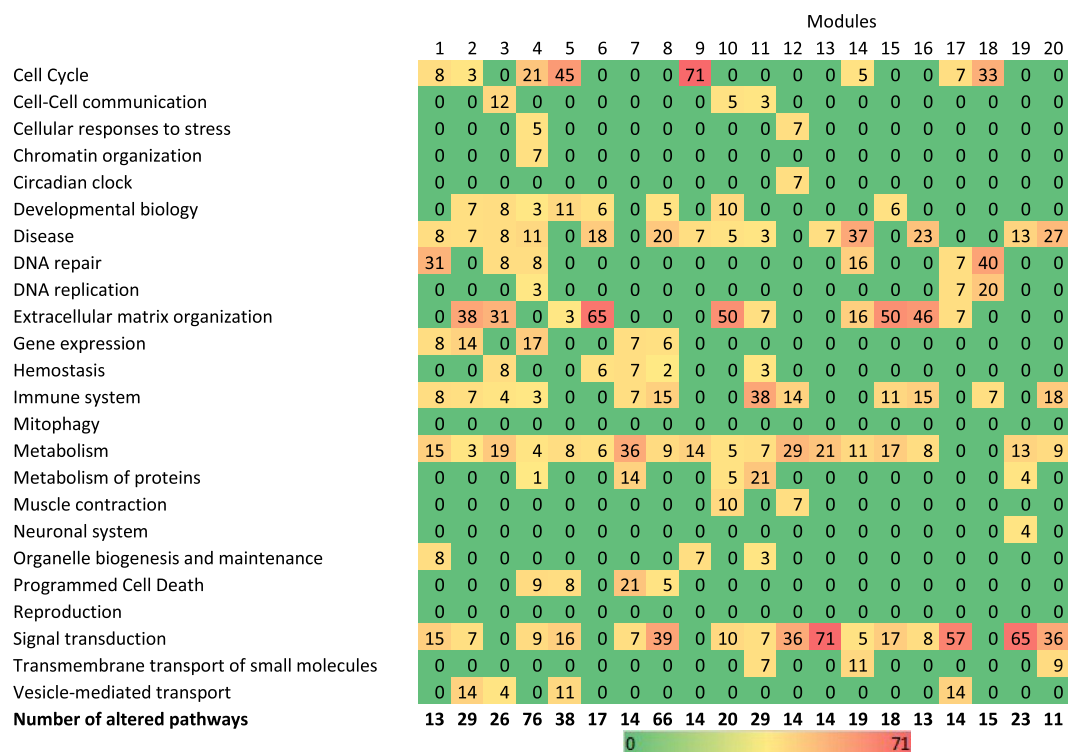 Modules
1 2 3 4 5 6 7 8 9 10 11 12 13 14 15 16 17 18 19 20
Cell Cycle 8 3 0 21 45 0 0 0 71 0 0 0 0 5 0 0 7 33 0 0
Cell-Cell communication 0 0 12 0 0 0 0 0 0 5 3 0 0 0 0 0 0 0 0 0
Cellular responses to stress 0 0 0 5 0 0 0 0 0 0 0 7 0 0 0 0 0 0 0 0
Chromatin organization 0 0 0 7 0 0 0 0 0 0 0 0 0 0 0 0 0 0 0 0
Circadian clock 0 0 0 0 0 0 0 0 0 0 0 7 0 0 0 0 0 0 0 0
Developmental biology 0 7 8 3 11 6 0 5 0 10 0 0 0 0 6 0 0 0 0 0
Disease 8 7 8 11 0 18 0 20 7 5 3 0 7 37 0 23 0 0 13 27
DNA repair 31 0 8 8 0 0 0 0 0 0 0 0 0 16 0 0 7 40 0 0
DNA replication 0 0 0 3 0 0 0 0 0 0 0 0 0 0 0 0 7 20 0 0
Extracellular matrix organization 0 38 31 0 3 65 0 0 0 50 7 0 0 16 50 46 7 0 0 0
Gene expression 8 14 0 17 0 0 7 6 0 0 0 0 0 0 0 0 0 0 0 0
Hemostasis 0 0 8 0 0 6 7 2 0 0 3 0 0 0 0 0 0 0 0 0
Immune system 8 7 4 3 0 0 7 15 0 0 38 14 0 0 11 15 0 7 0 18
Mitophagy 0 0 0 0 0 0 0 0 0 0 0 0 0 0 0 0 0 0 0 0
Metabolism 15 3 19 4 8 6 36 9 14 5 7 29 21 11 17 8 0 0 13 9
Metabolism of proteins 0 0 0 1 0 0 14 0 0 5 21 0 0 0 0 0 0 0 4 0
Muscle contraction 0 0 0 0 0 0 0 0 0 10 0 7 0 0 0 0 0 0 0 0
Neuronal system 0 0 0 0 0 0 0 0 0 0 0 0 0 0 0 0 0 0 4 0
Organelle biogenesis and maintenance 8 0 0 0 0 0 0 0 7 0 3 0 0 0 0 0 0 0 0 0
Programmed Cell Death 0 0 0 9 8 0 21 5 0 0 0 0 0 0 0 0 0 0 0 0
Reproduction 0 0 0 0 0 0 0 0 0 0 0 0 0 0 0 0 0 0 0 0
Signal transduction 15 7 0 9 16 0 7 39 0 10 7 36 71 5 17 8 57 0 65 36
Transmembrane transport of small molecules 0 0 0 0 0 0 0 0 0 0 7 0 0 11 0 0 0 0 0 9
Vesicle-mediated transport 0 14 4 0 11 0 0 0 0 0 0 0 0 0 0 0 14 0 0 0
Number of altered pathways 13 29 26 76 38 17 14 66 14 20 29 14 14 19 18 13 14 15 23 11
0 71